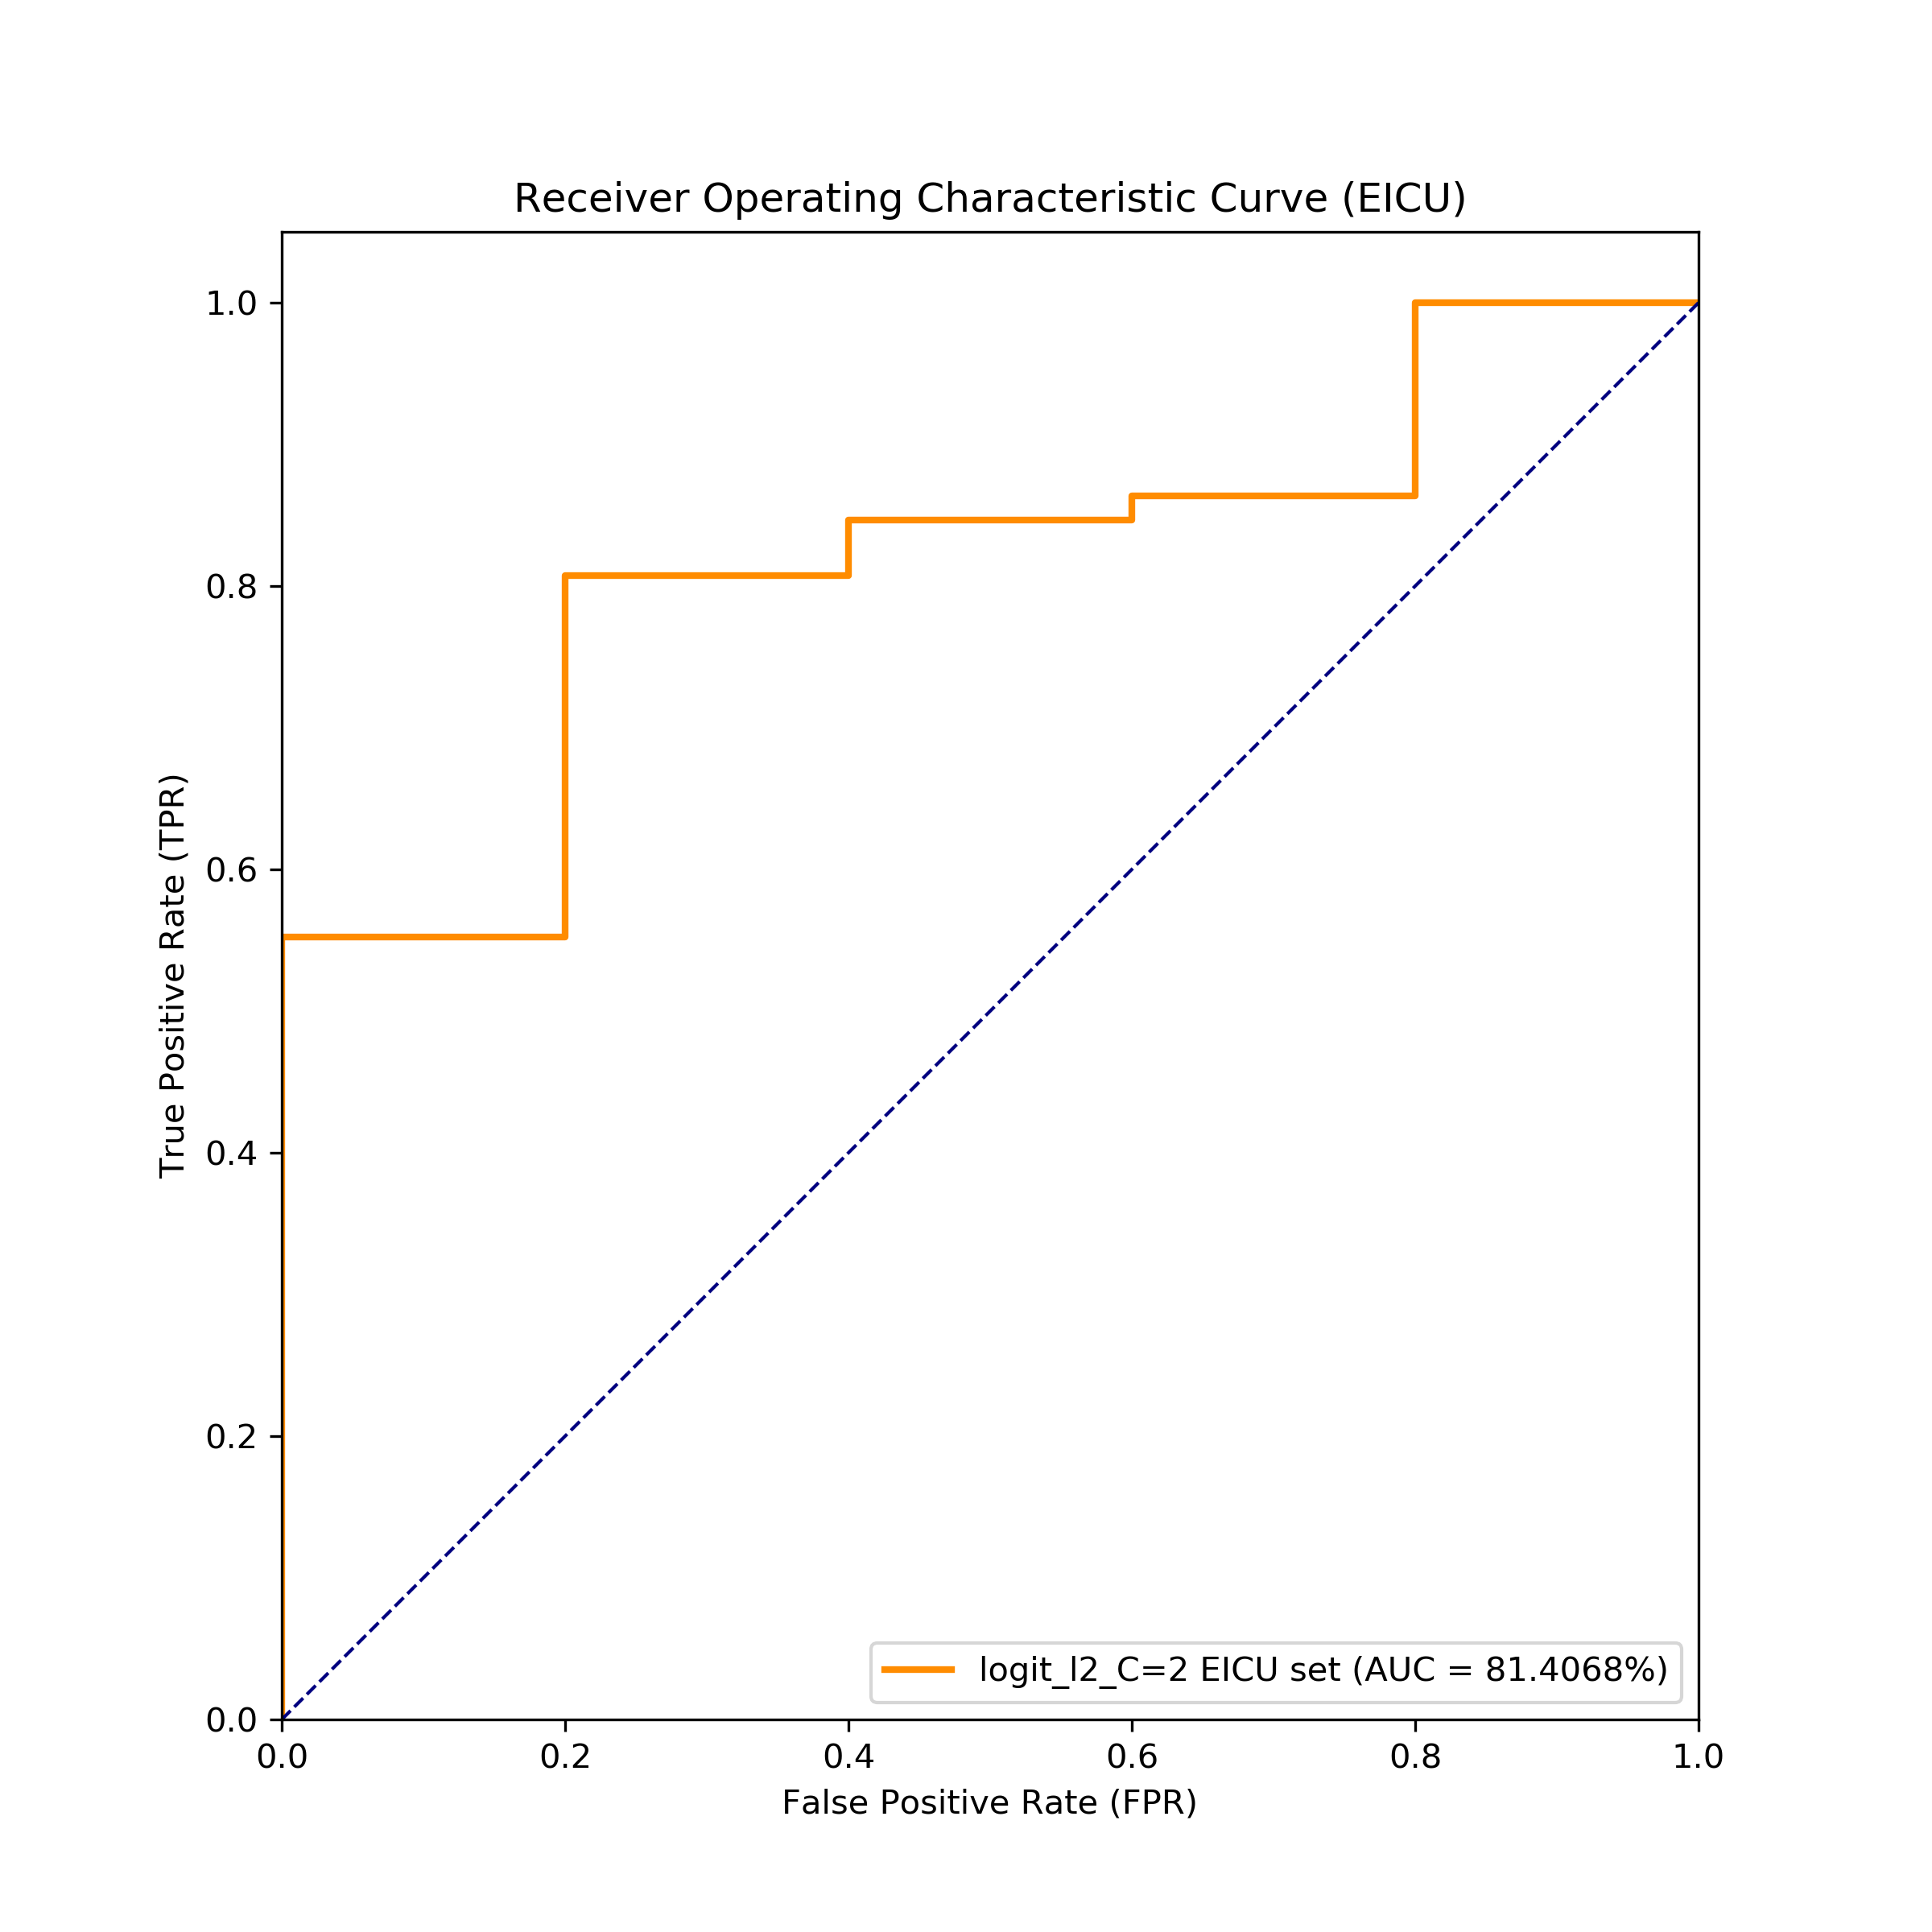 Receiver Operating Characteristic Curve (EICU)
1.0
0.8
0.6
0.4
0.2
0.0
True Positive Rate (TPR)
logit_l2_C=2 EICU set (AUC = 81.4068%)
0.0 0.2 0.4 0.6 0.8 1.0
False Positive Rate (FPR)